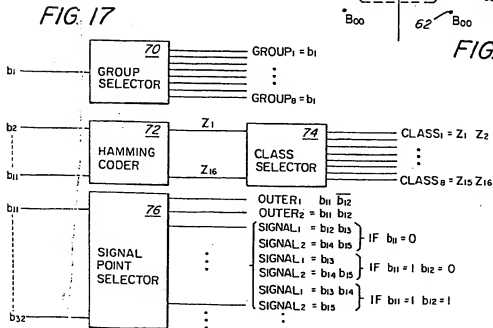 FIG. 17
B₀₀
62
B₀₀
FIG.
b₁
70
GROUP
SELECTOR
GROUP₁ = b₁
GROUP₈ = b₁
b₂
b₁₁
72
HAMMING
CODER
Z₁
Z₁₆
74
CLASS
SELECTOR
CLASS₁ = Z₁ Z₂
CLASS₈ = Z₁₅ Z₁₆
b₁₁
b₃₂
76
SIGNAL
POINT
SELECTOR
OUTER₁ = b₁₁ b̅₁̅₂̅
OUTER₂ = b₁₁ b₁₂
SIGNAL₁ = b₁₂ b₁₃
SIGNAL₂ = b₁₄ b₁₅
IF b₁₁ = 0
SIGNAL₁ = b₁₃
SIGNAL₂ = b₁₄ b₁₅
IF b₁₁ = 1 b₁₂ = 0
SIGNAL₁ = b₁₃ b₁₄
SIGNAL₂ = b₁₅
IF b₁₁ = 1 b₁₂ = 1